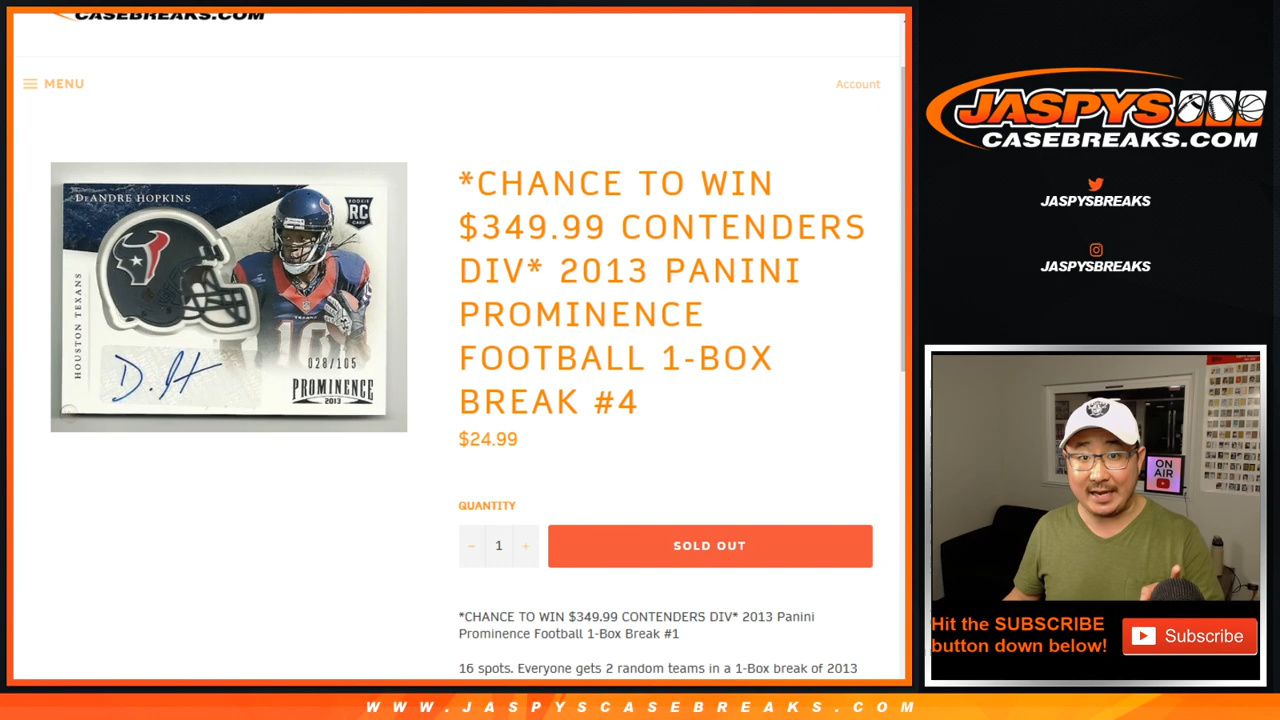 CASEBREAKS.COM
MENU
Account
DeANDRE HOPKINS
ROOKIE
RC
CARD
HOUSTON TEXANS
10
028/105
PROMINENCE
2013
*CHANCE TO WIN
$349.99 CONTENDERS
DIV* 2013 PANINI
PROMINENCE
FOOTBALL 1-BOX
BREAK #4
$24.99
QUANTITY
− 1 +
SOLD OUT
*CHANCE TO WIN $349.99 CONTENDERS DIV* 2013 Panini
Prominence Football 1-Box Break #1
16 spots. Everyone gets 2 random teams in a 1-Box break of 2013
JASPYS
CASEBREAKS.COM
JASPYSBREAKS
JASPYSBREAKS
ON
AIR
Hit the SUBSCRIBE
button down below!
Subscribe
WWW.JASPYSCASEBREAKS.COM